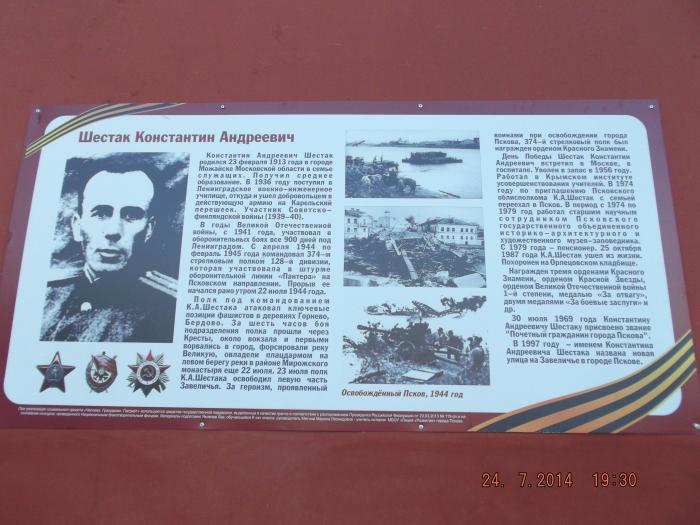 Шестак Константин Андреевич
Константин Андреевич Шестак
родился 23 февраля 1913 года в городе
Можайске Московской области в семье
служащих. Получил среднее
образование. В 1936 году поступил в
Ленинградское военно-инженерное
училище, откуда и ушел добровольцем в
действующую армию на Карельский
перешеек. Участник Советско-
финляндской войны (1939-40).
В годы Великой Отечественной
войны, с 1941 года, участвовал в
оборонительных боях все 900 дней под
Ленинградом. С апреля 1944 по
февраль 1945 года командовал 374-м
стрелковым полком 128-й дивизии,
которая участвовала в штурме
оборонительной линии «Пантера» на
Псковском направлении. Прорыв ее
начался рано утром 22 июля 1944 года.
Полк под командованием
К.А.Шестака атаковал ключевые
позиции фашистов в деревнях Горнево,
Бердово. За шесть часов боя
подразделения полка прошли через
Кресты, около вокзала и первыми
ворвались в город, форсировали реку
Великую, овладели плацдармом на
левом берегу реки в районе Мирожского
монастыря еще 22 июля. 23 июля полк
К.А.Шестака освободил левую часть
Завеличья. За героизм, проявленный
Освобождённый Псков, 1944 год
воинами при освобождении города
Пскова, 374-й стрелковый полк был
награжден орденом Красного Знамени.
День Победы Шестак Константин
Андреевич встретил в Москве, в
госпитале. Уволен в запас в 1956 году.
Работал в Крымском институте
усовершенствования учителей. В 1974
году по приглашению Псковского
облисполкома К.А.Шестак с семьей
переехал в Псков. В период с 1974 по
1979 год работал старшим научным
сотрудником Псковского
государственного объединенного
историко-архитектурного и
художественного музея-заповедника.
С 1979 года - пенсионер. 25 октября
1987 года К.А.Шестак ушел из жизни.
Похоронен на Орлецовском кладбище.
Награжден тремя орденами Красного
Знамени, орденом Красной Звезды,
орденом Великой Отечественной войны
1-й степени, медалью «За отвагу»,
двумя медалями «За боевые заслуги» и
др.
30 июля 1969 года Константину
Андреевичу Шестаку присвоено звание
"Почетный гражданин города Пскова".
В 1997 году - именем Константина
Андреевича Шестака названа новая
улица на Завеличье в городе Пскове.
24. 7.2014 19:30